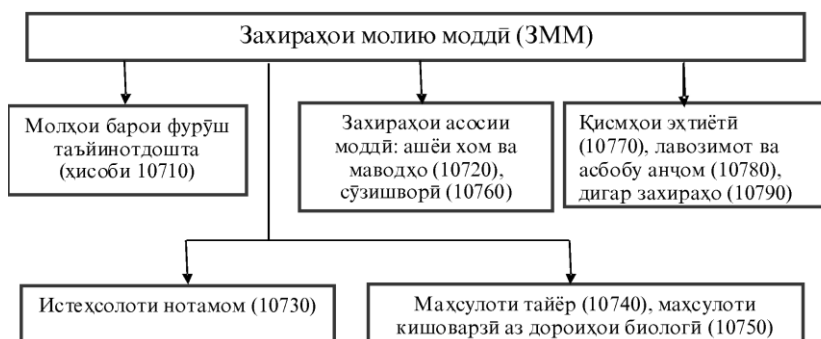 Захираҳои молию моддӣ (ЗММ)
Молҳои барои фурӯш
таъйинотдошта
(ҳисоби 10710)
Захираҳои асосии
моддӣ: ашёи хом ва
маводҳо (10720),
сӯзишворӣ (10760)
Қисмҳои эҳтиётӣ
(10770), лавозимот ва
асбобу анҷом (10780),
дигар захираҳо (10790)
Истеҳсолоти нотамом (10730)
Маҳсулоти тайёр (10740), маҳсулоти
кишоварзӣ аз дороиҳои биологӣ (10750)